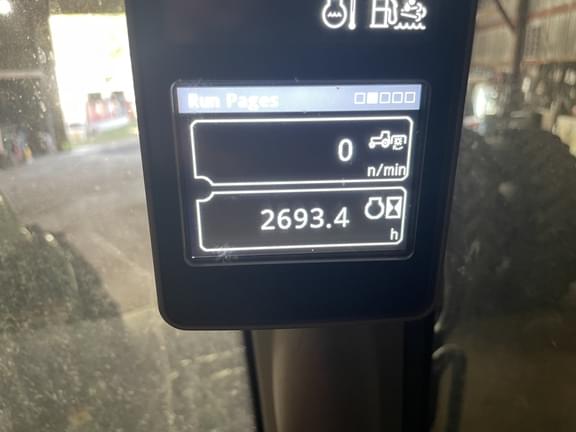 Run Pages
0
n/min
2693.4
h